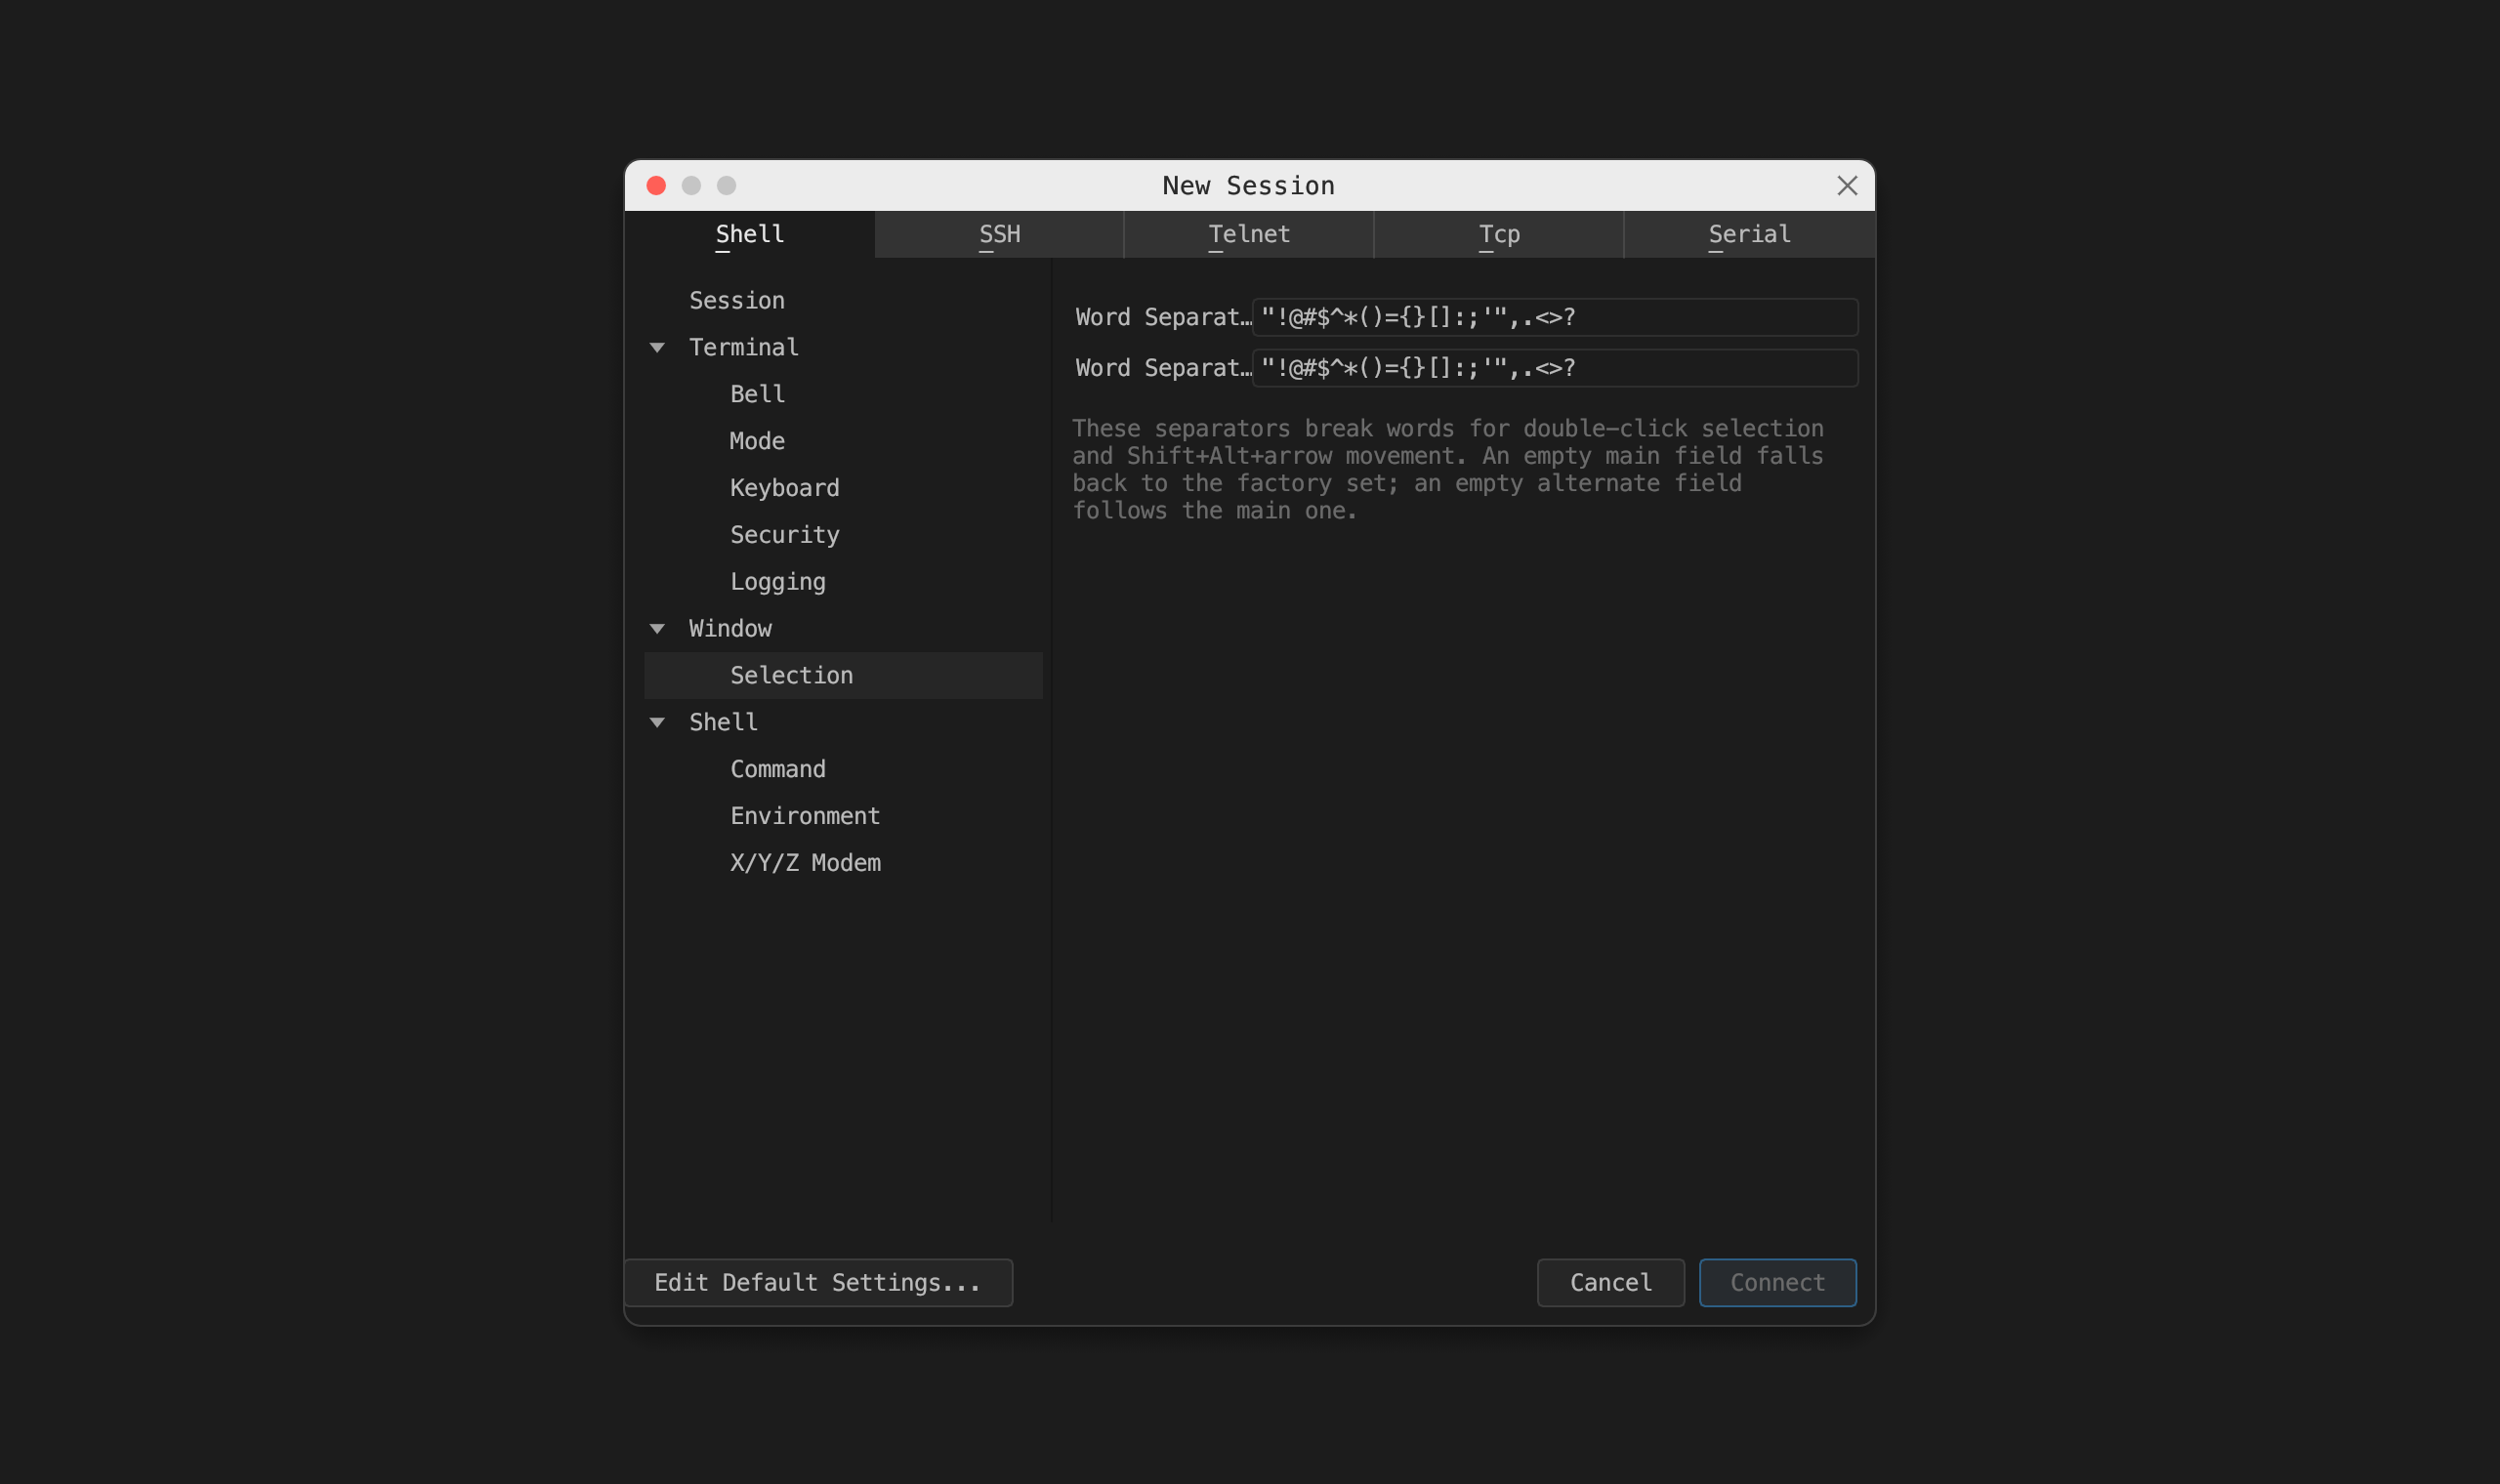 New Session
Shell
SSH
Telnet
Tcp
Serial
Session
Terminal
Bell
Mode
Keyboard
Security
Logging
Window
Selection
Shell
Command
Environment
X/Y/Z Modem
Word Separat… "!@#$^*()={}[]:;'",.<>?
Word Separat… "!@#$^*()={}[]:;'",.<>?
These separators break words for double-click selection
and Shift+Alt+arrow movement. An empty main field falls
back to the factory set; an empty alternate field
follows the main one.
Edit Default Settings...
Cancel
Connect